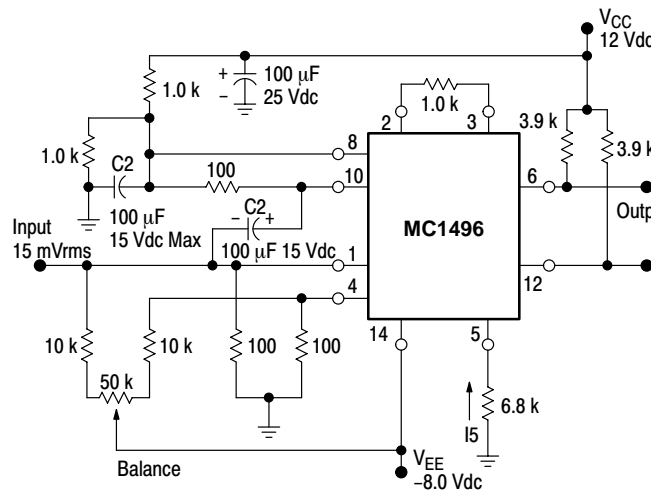 VCC
12 Vdc
+
−
100 μF
25 Vdc
1.0 k
1.0 k
2
3
3.9 k
3.9 k
1.0 k
8
C2
100
10
6
100 μF
15 Vdc Max
C2
− +
MC1496
Outp
Input
15 mVrms
100 μF 15 Vdc
1
12
4
14
5
10 k
10 k
100
100
50 k
I5
6.8 k
Balance
VEE
−8.0 Vdc